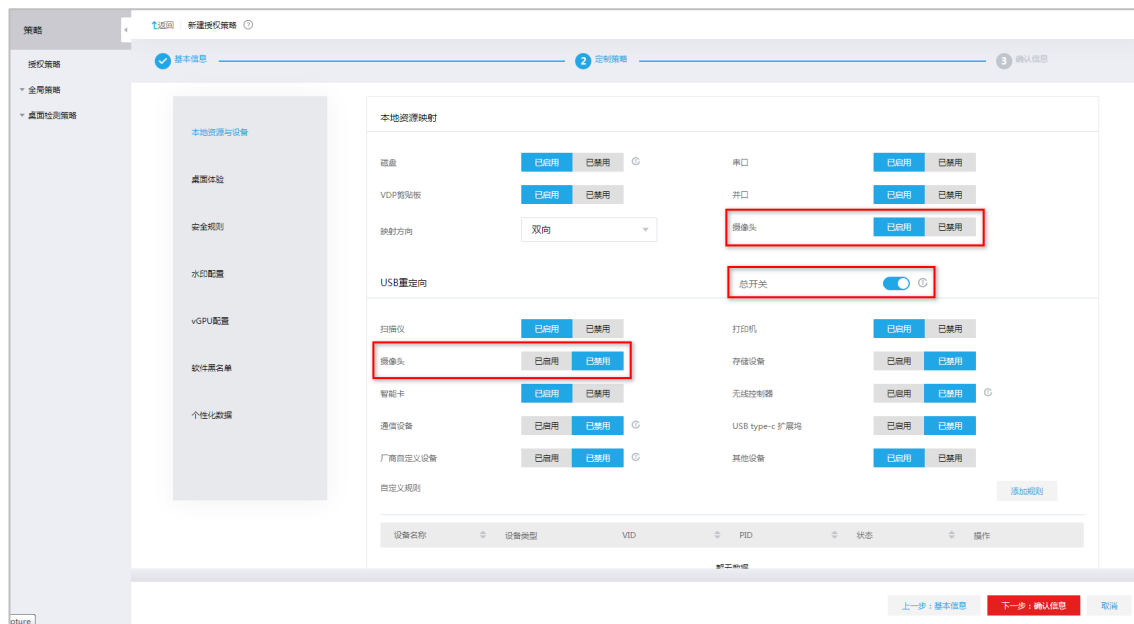 策略
返回 新建授权策略
授权策略
全局策略
桌面检测策略
基本信息
2 定制策略
3 确认信息
本地资源与设备
桌面体验
安全规则
水印配置
vGPU配置
软件黑名单
个性化数据
本地资源映射
磁盘 已启用 已禁用 串口 已启用 已禁用
VDP剪贴板 已启用 已禁用 并口 已启用 已禁用
映射方向 双向 摄像头 已启用 已禁用
USB重定向 总开关
扫描仪 已启用 已禁用 打印机 已启用 已禁用
摄像头 已启用 已禁用 存储设备 已启用 已禁用
智能卡 已启用 已禁用 无线控制器 已启用 已禁用
通信设备 已启用 已禁用 USB type-c 扩展坞 已启用 已禁用
厂商自定义设备 已启用 已禁用 其他设备 已启用 已禁用
自定义规则 添加规则
设备名称 设备类型 VID PID 状态 操作
上一步：基本信息 下一步：确认信息 取消